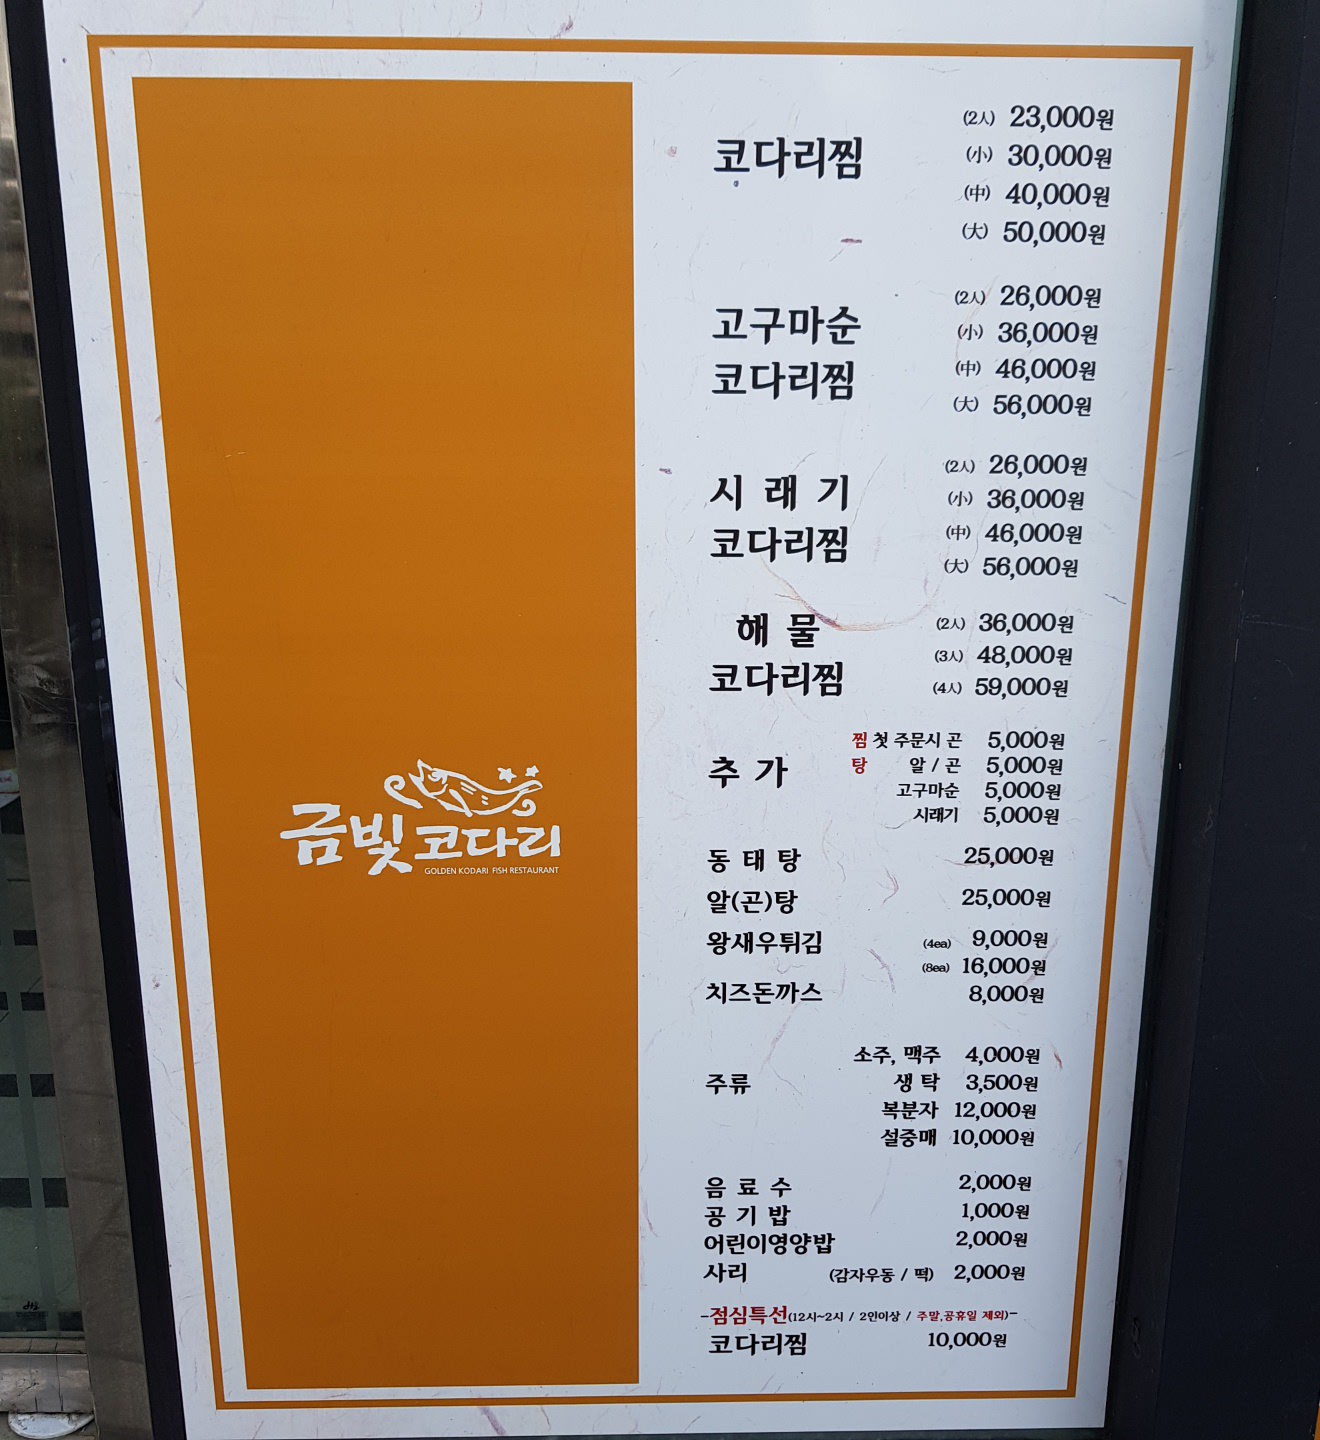 금빛 코다리
GOLDEN KODARI FISH RESTAURANT
코다리찜
(2人) 23,000원
(小) 30,000원
(中) 40,000원
(大) 50,000원
고구마순
코다리찜
(2人) 26,000원
(小) 36,000원
(中) 46,000원
(大) 56,000원
시 래 기
코다리찜
(2人) 26,000원
(小) 36,000원
(中) 46,000원
(大) 56,000원
해 물
코다리찜
(2人) 36,000원
(3人) 48,000원
(4人) 59,000원
추 가
찜 첫 주문시 곤 5,000원
탕 알 / 곤 5,000원
고구마순 5,000원
시래기 5,000원
동 태 탕 25,000원
알(곤)탕 25,000원
왕새우튀김 (4ea) 9,000원
(8ea) 16,000원
치즈돈까스 8,000원
주류
소주, 맥주 4,000원
생 탁 3,500원
복분자 12,000원
설중매 10,000원
음 료 수 2,000원
공 기 밥 1,000원
어린이영양밥 2,000원
사리 (감자우동 / 떡) 2,000원
-점심특선(12시~2시 / 2인이상 / 주말,공휴일 제외)-
코다리찜 10,000원